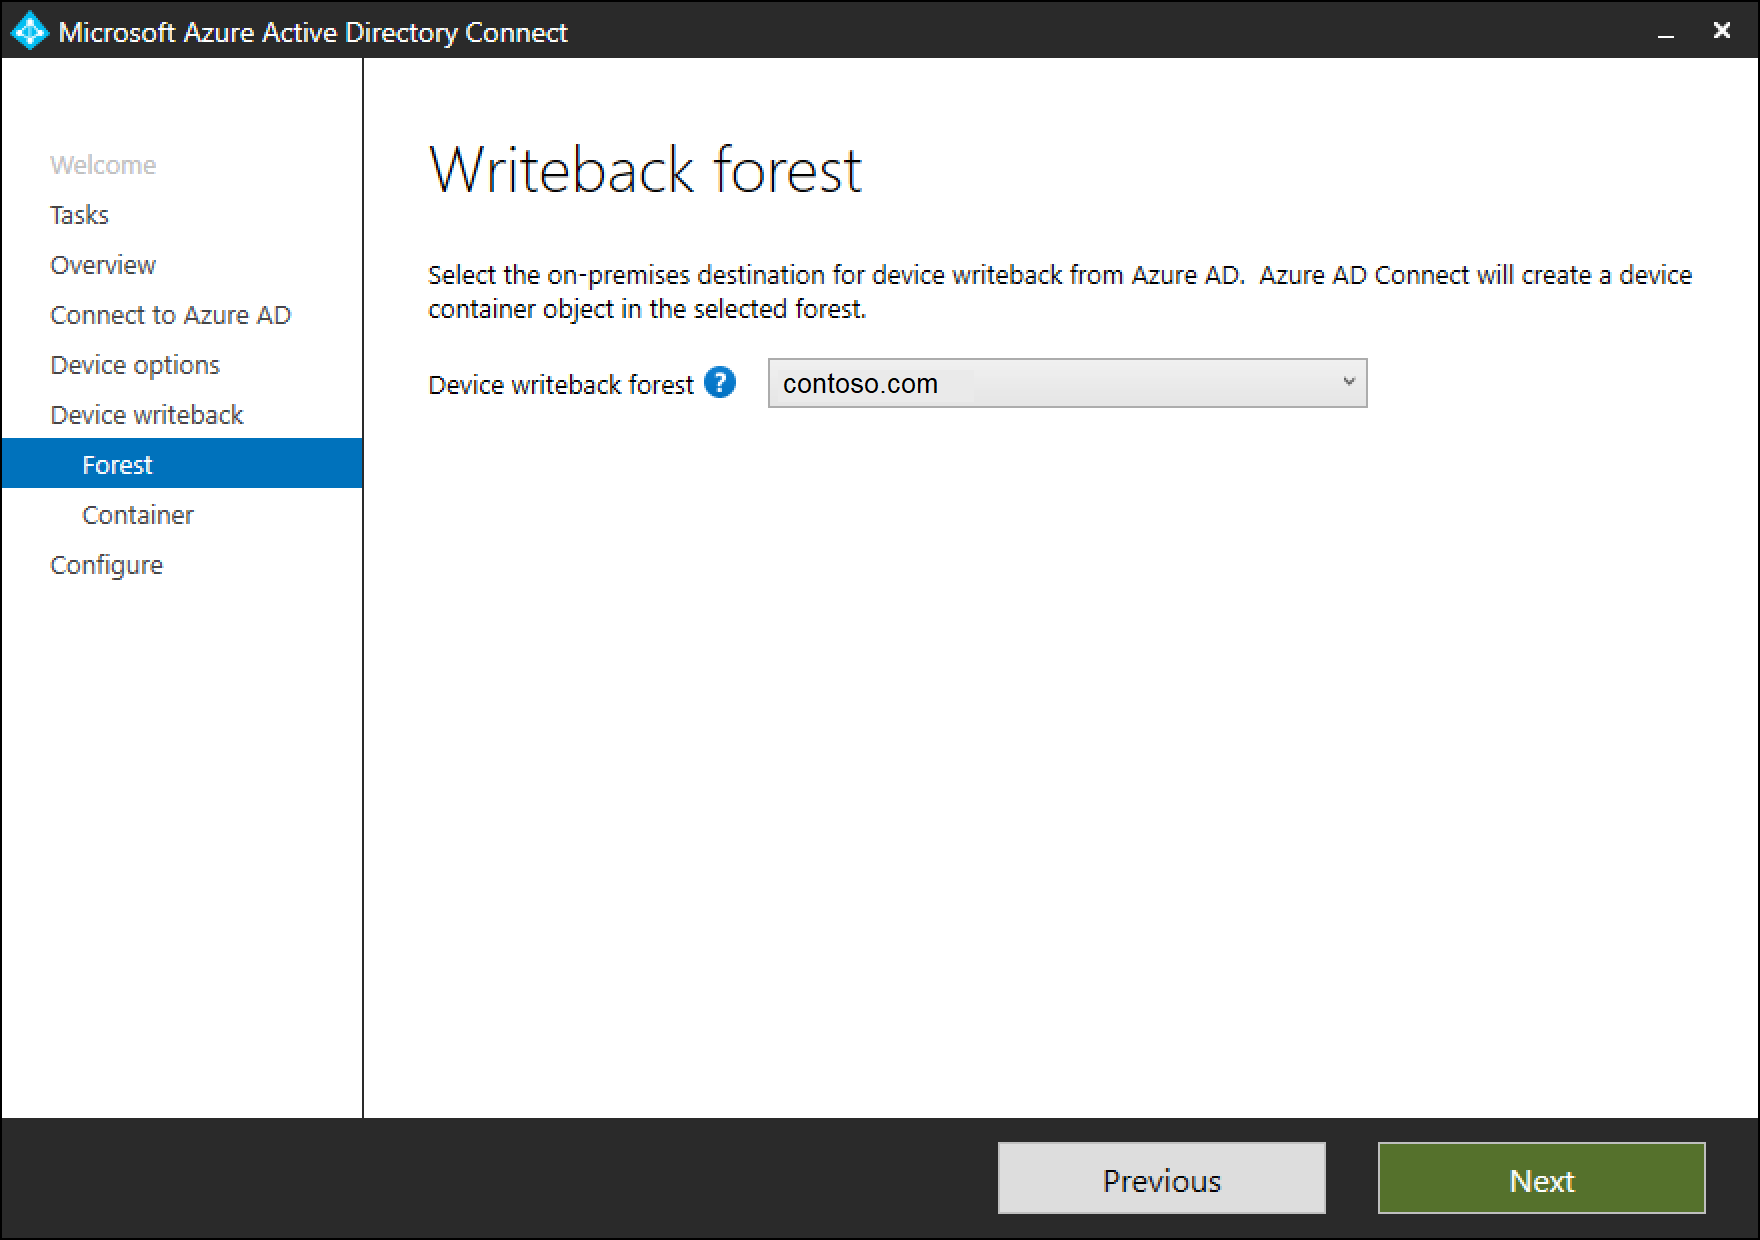 Microsoft Azure Active Directory Connect
Welcome
Tasks
Overview
Connect to Azure AD
Device options
Device writeback
Forest
Container
Configure
Writeback forest
Select the on-premises destination for device writeback from Azure AD.  Azure AD Connect will create a device
container object in the selected forest.
Device writeback forest ? contoso.com
Previous
Next